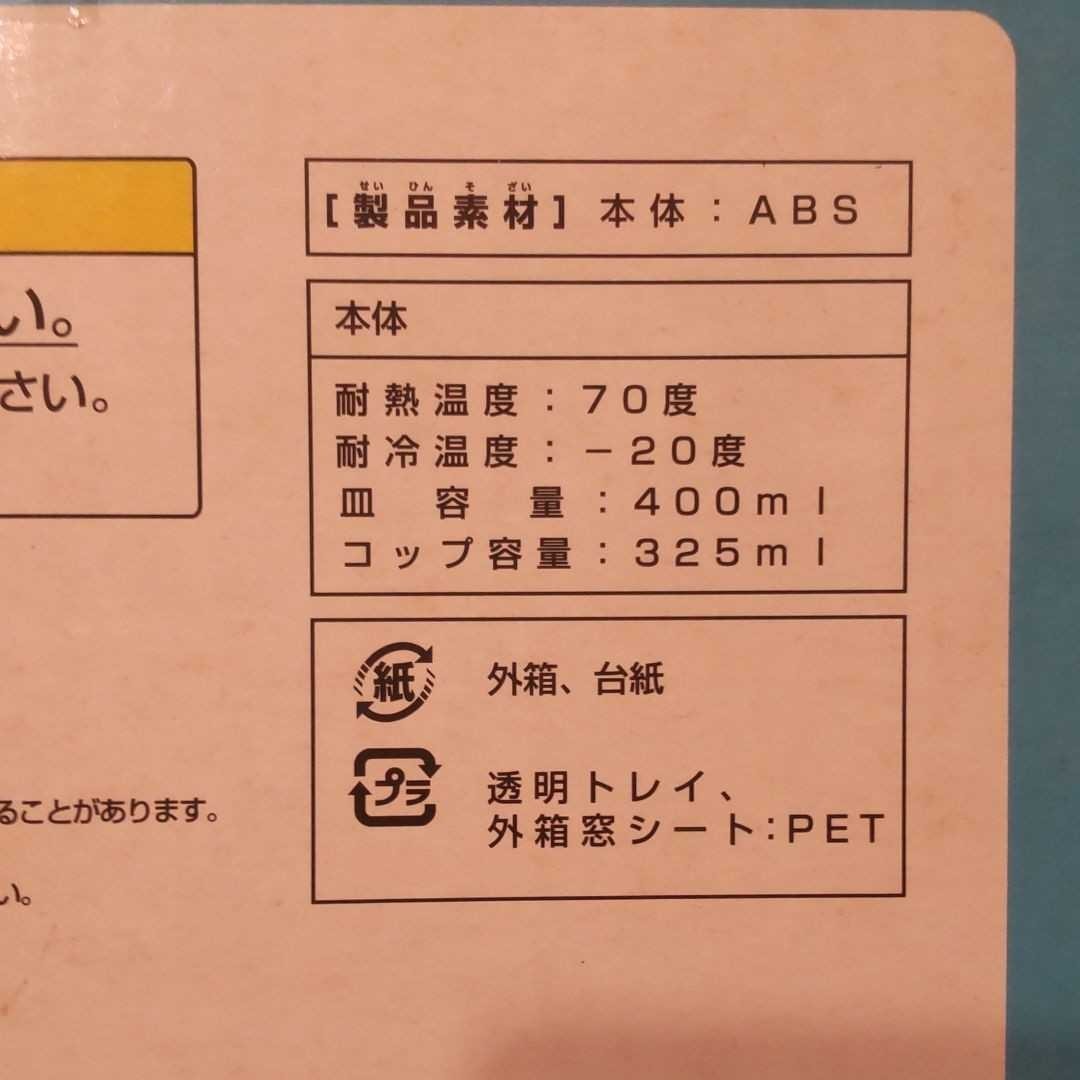 い。
さい。
ることがあります。
い。
せい ひん そ ざい
[製品素材] 本体：ABS
本体
耐熱温度：70度
耐冷温度：−20度
皿容量：400ml
コップ容量：325ml
紙 外箱、台紙
プラ 透明トレイ、
外箱窓シート：PET